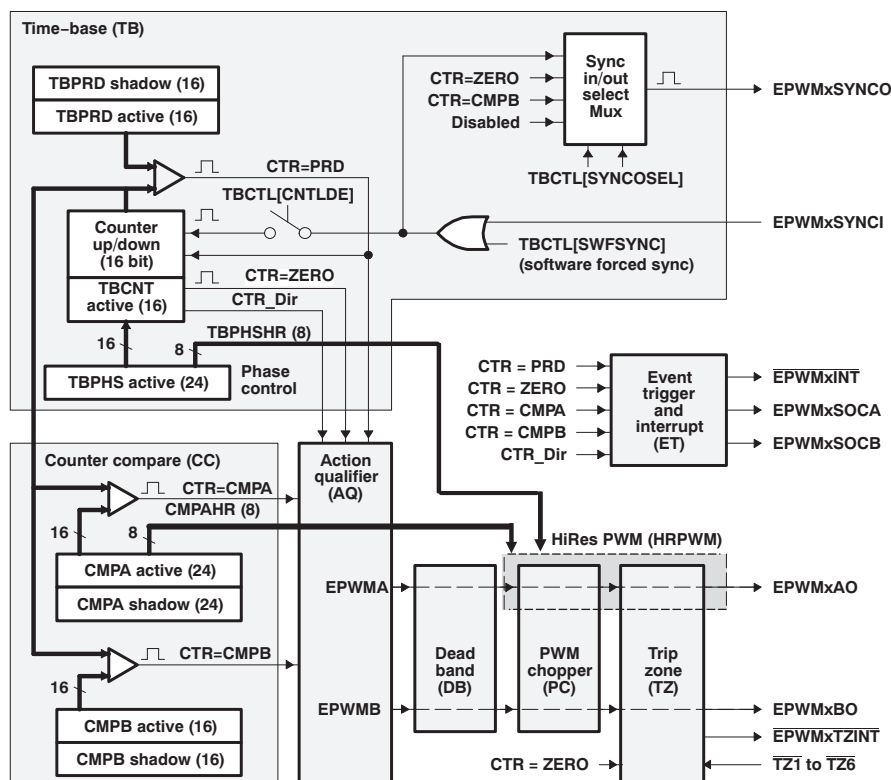 Time−base (TB)
TBPRD shadow (16)
TBPRD active (16)
CTR=PRD
TBCTL[CNTLDE]
Counter
up/down
(16 bit)
TBCNT
active (16)
CTR=ZERO
CTR_Dir
16
8
TBPHSHR (8)
TBPHS active (24)
Phase
control
CTR=ZERO
CTR=CMPB
Disabled
Sync
in/out
select
Mux
TBCTL[SYNCOSEL]
EPWMxSYNCO
EPWMxSYNCI
TBCTL[SWFSYNC]
(software forced sync)
CTR = PRD
CTR = ZERO
CTR = CMPA
CTR = CMPB
CTR_Dir
Event
trigger
and
interrupt
(ET)
EPWMxINT
EPWMxSOCA
EPWMxSOCB
Counter compare (CC)
CTR=CMPA
CMPAHR (8)
16
8
CMPA active (24)
CMPA shadow (24)
CTR=CMPB
16
CMPB active (16)
CMPB shadow (16)
Action
qualifier
(AQ)
EPWMA
EPWMB
HiRes PWM (HRPWM)
Dead
band
(DB)
PWM
chopper
(PC)
Trip
zone
(TZ)
CTR = ZERO
EPWMxAO
EPWMxBO
EPWMxTZINT
TZ1 to TZ6